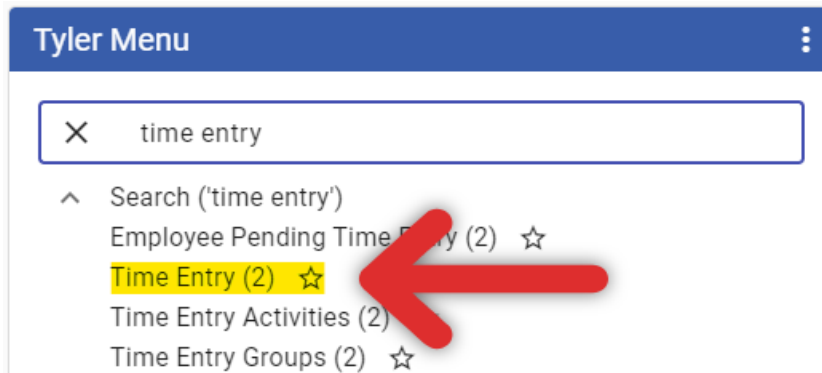 Tyler Menu
time entry
Search ('time entry')
Employee Pending Time Entry (2)
Time Entry (2)
Time Entry Activities (2)
Time Entry Groups (2)